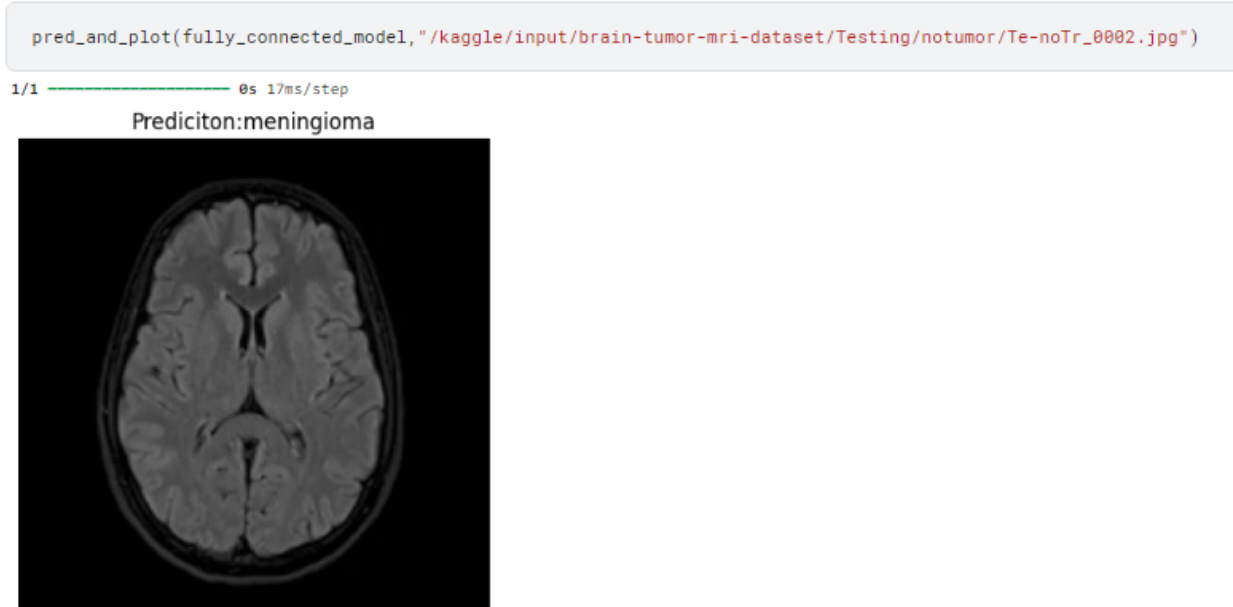 pred_and_plot(fully_connected_model,"/kaggle/input/brain-tumor-mri-dataset/Testing/notumor/Te-noTr_0002.jpg")
1/1 ━━━━━━━━━━━━━━━━━━━━ 0s 17ms/step
Prediciton:meningioma